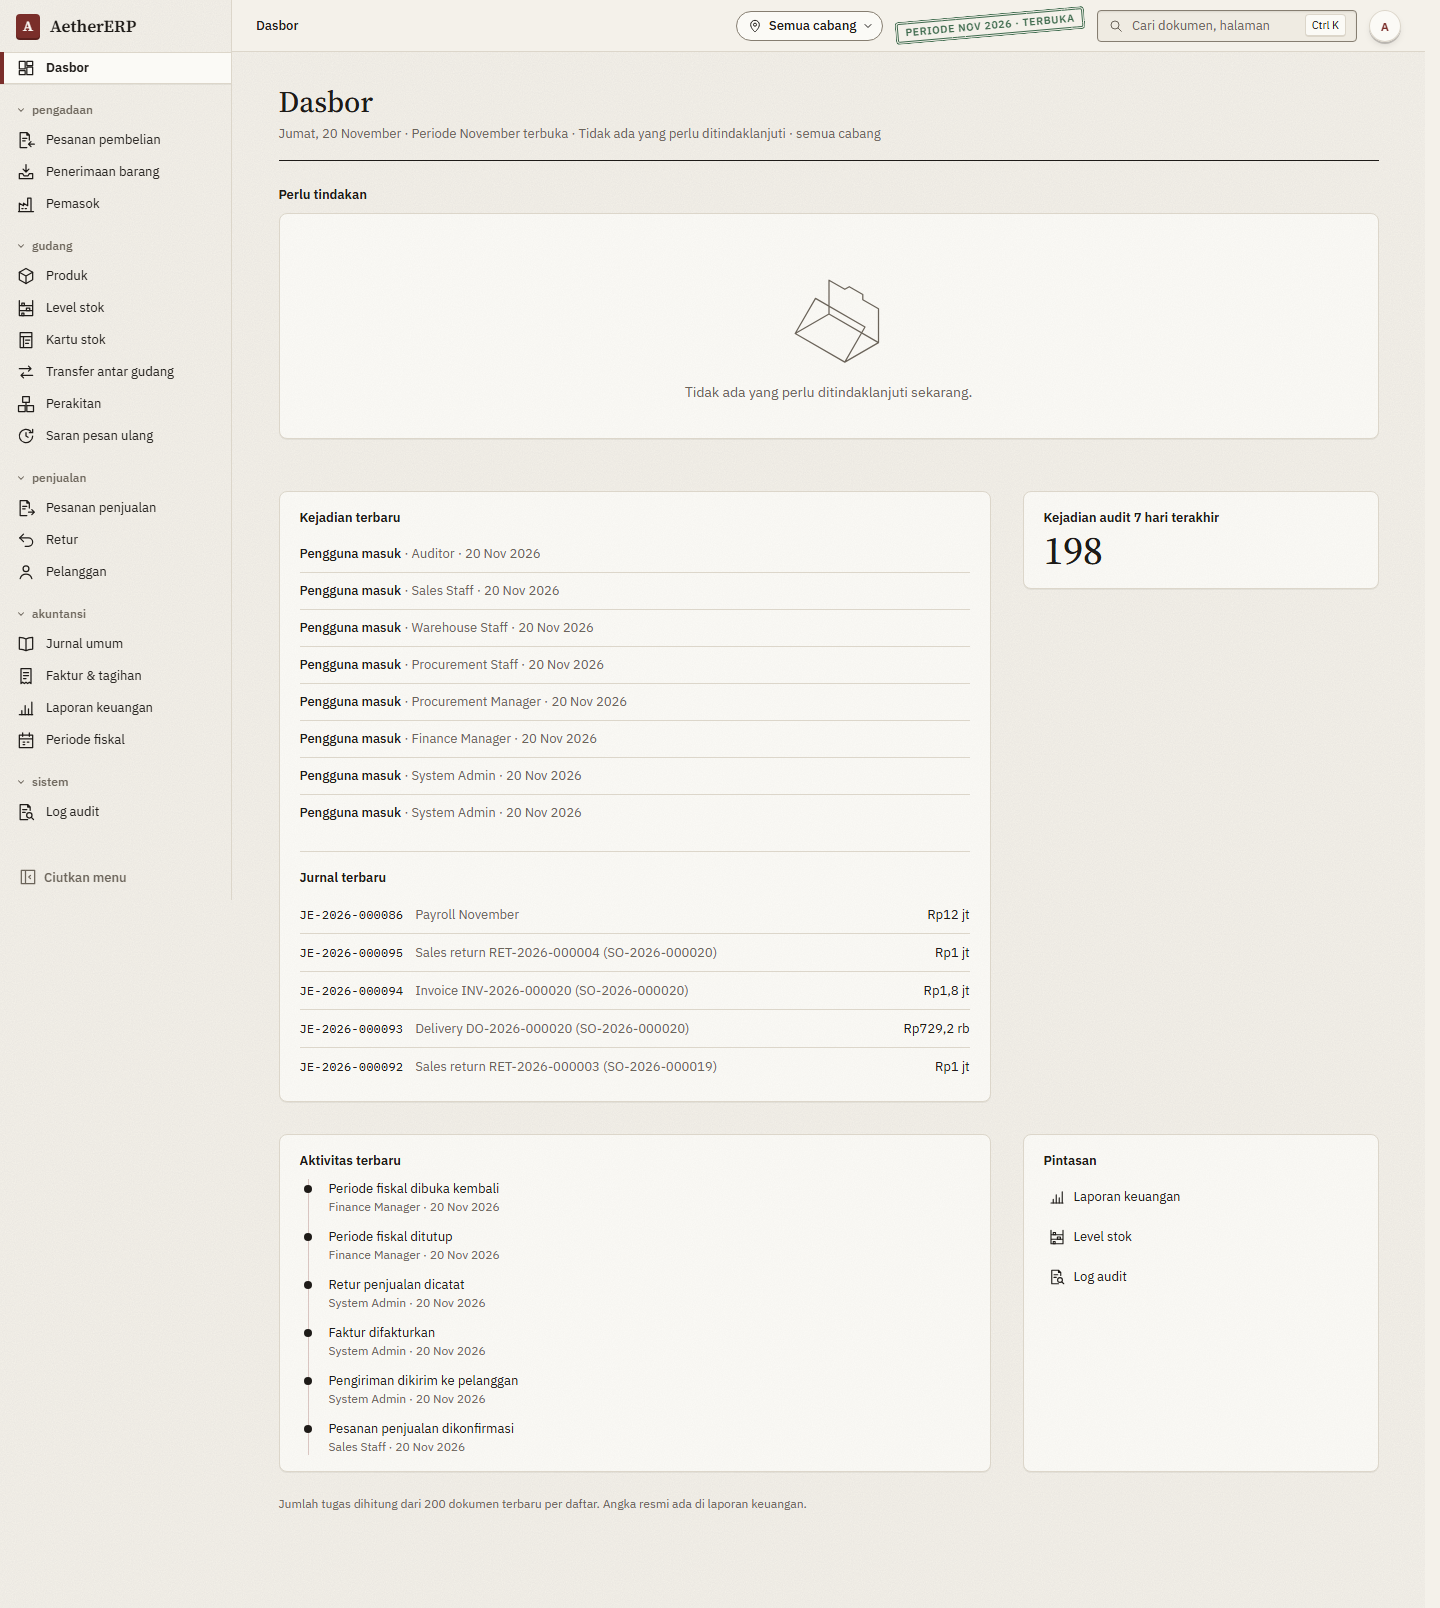 A AetherERP
Dasbor
Semua cabang
PERIODE NOV 2026 · TERBUKA
Cari dokumen, halaman
Ctrl K
A
Dasbor
pengadaan
Pesanan pembelian
Penerimaan barang
Pemasok
gudang
Produk
Level stok
Kartu stok
Transfer antar gudang
Perakitan
Saran pesan ulang
penjualan
Pesanan penjualan
Retur
Pelanggan
akuntansi
Jurnal umum
Faktur & tagihan
Laporan keuangan
Periode fiskal
sistem
Log audit
Ciutkan menu
Dasbor
Jumat, 20 November · Periode November terbuka · Tidak ada yang perlu ditindaklanjuti · semua cabang
Perlu tindakan
Tidak ada yang perlu ditindaklanjuti sekarang.
Kejadian terbaru
Pengguna masuk · Auditor · 20 Nov 2026
Pengguna masuk · Sales Staff · 20 Nov 2026
Pengguna masuk · Warehouse Staff · 20 Nov 2026
Pengguna masuk · Procurement Staff · 20 Nov 2026
Pengguna masuk · Procurement Manager · 20 Nov 2026
Pengguna masuk · Finance Manager · 20 Nov 2026
Pengguna masuk · System Admin · 20 Nov 2026
Pengguna masuk · System Admin · 20 Nov 2026
Jurnal terbaru
JE-2026-000086 Payroll November Rp12 jt
JE-2026-000095 Sales return RET-2026-000004 (SO-2026-000020) Rp1 jt
JE-2026-000094 Invoice INV-2026-000020 (SO-2026-000020) Rp1,8 jt
JE-2026-000093 Delivery DO-2026-000020 (SO-2026-000020) Rp729,2 rb
JE-2026-000092 Sales return RET-2026-000003 (SO-2026-000019) Rp1 jt
Kejadian audit 7 hari terakhir
198
Aktivitas terbaru
Periode fiskal dibuka kembali
Finance Manager · 20 Nov 2026
Periode fiskal ditutup
Finance Manager · 20 Nov 2026
Retur penjualan dicatat
System Admin · 20 Nov 2026
Faktur difakturkan
System Admin · 20 Nov 2026
Pengiriman dikirim ke pelanggan
System Admin · 20 Nov 2026
Pesanan penjualan dikonfirmasi
Sales Staff · 20 Nov 2026
Pintasan
Laporan keuangan
Level stok
Log audit
Jumlah tugas dihitung dari 200 dokumen terbaru per daftar. Angka resmi ada di laporan keuangan.